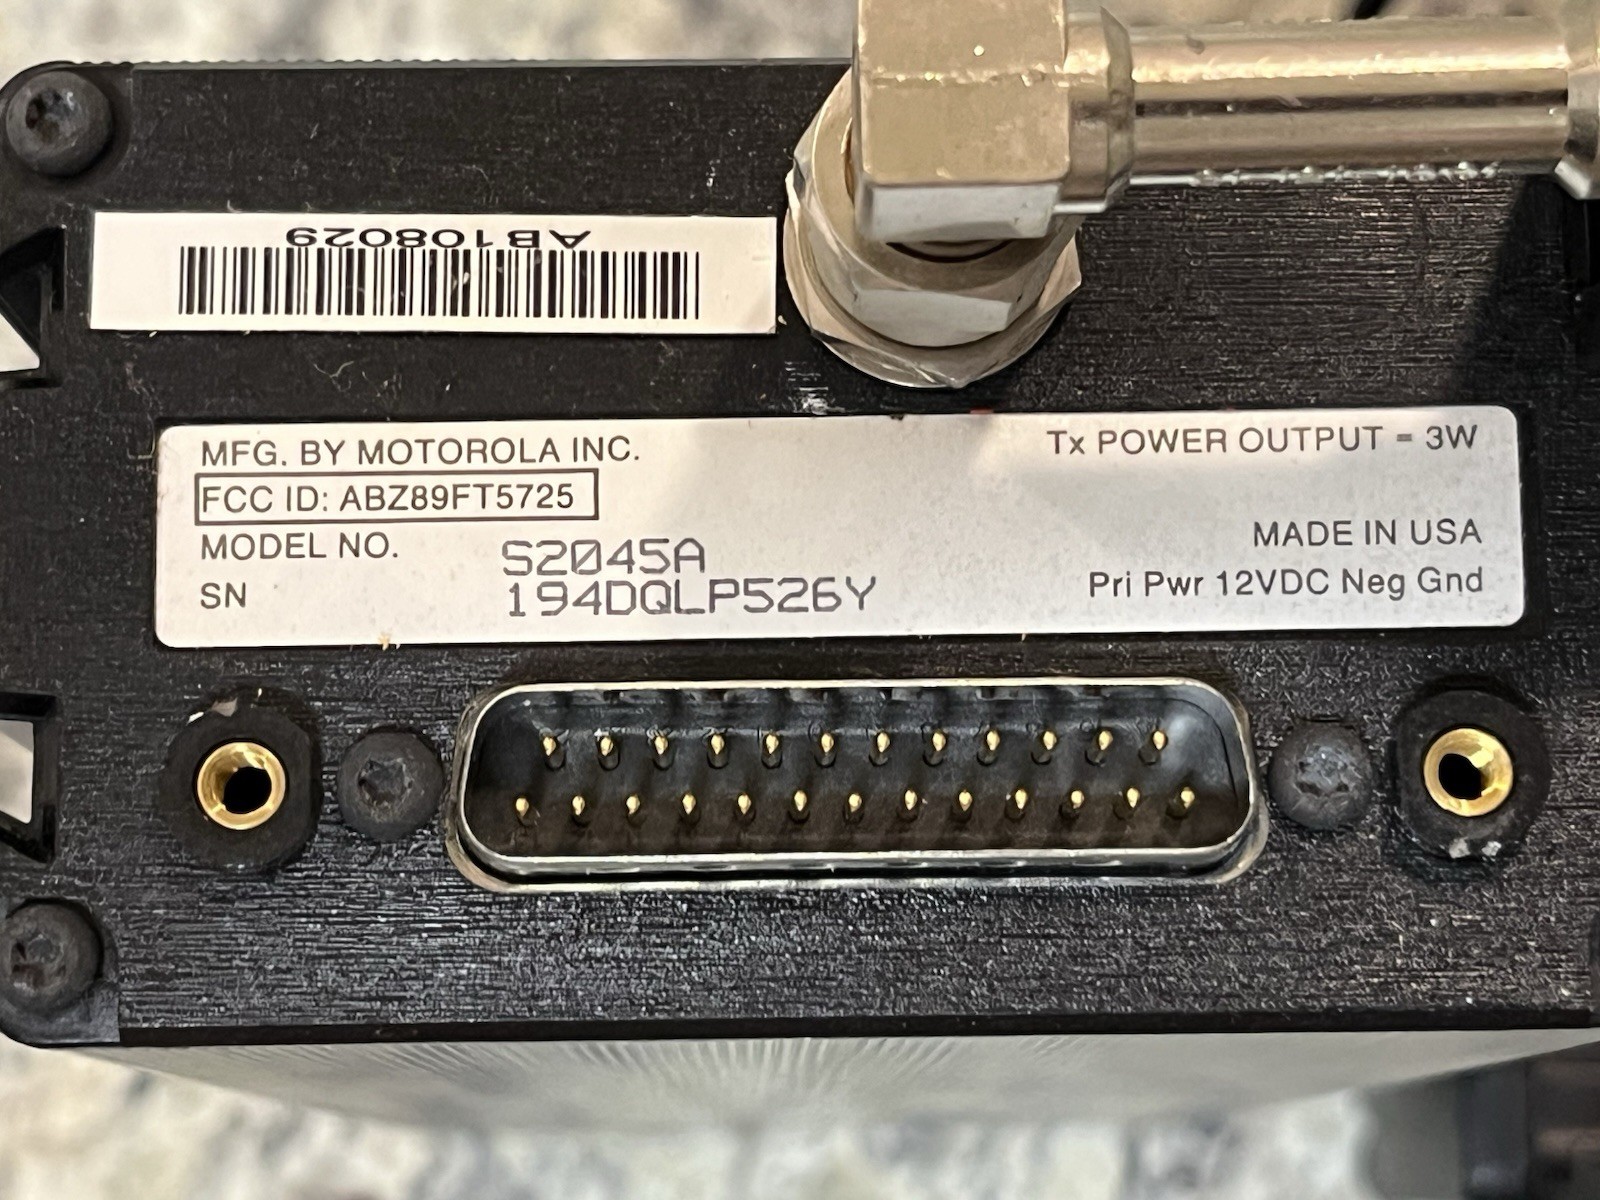 AB108029
MFG. BY MOTOROLA INC.
Tx POWER OUTPUT = 3W
FCC ID: ABZ89FT5725
MODEL NO. S2045A
MADE IN USA
SN 194DQLP526Y
Pri Pwr 12VDC Neg Gnd